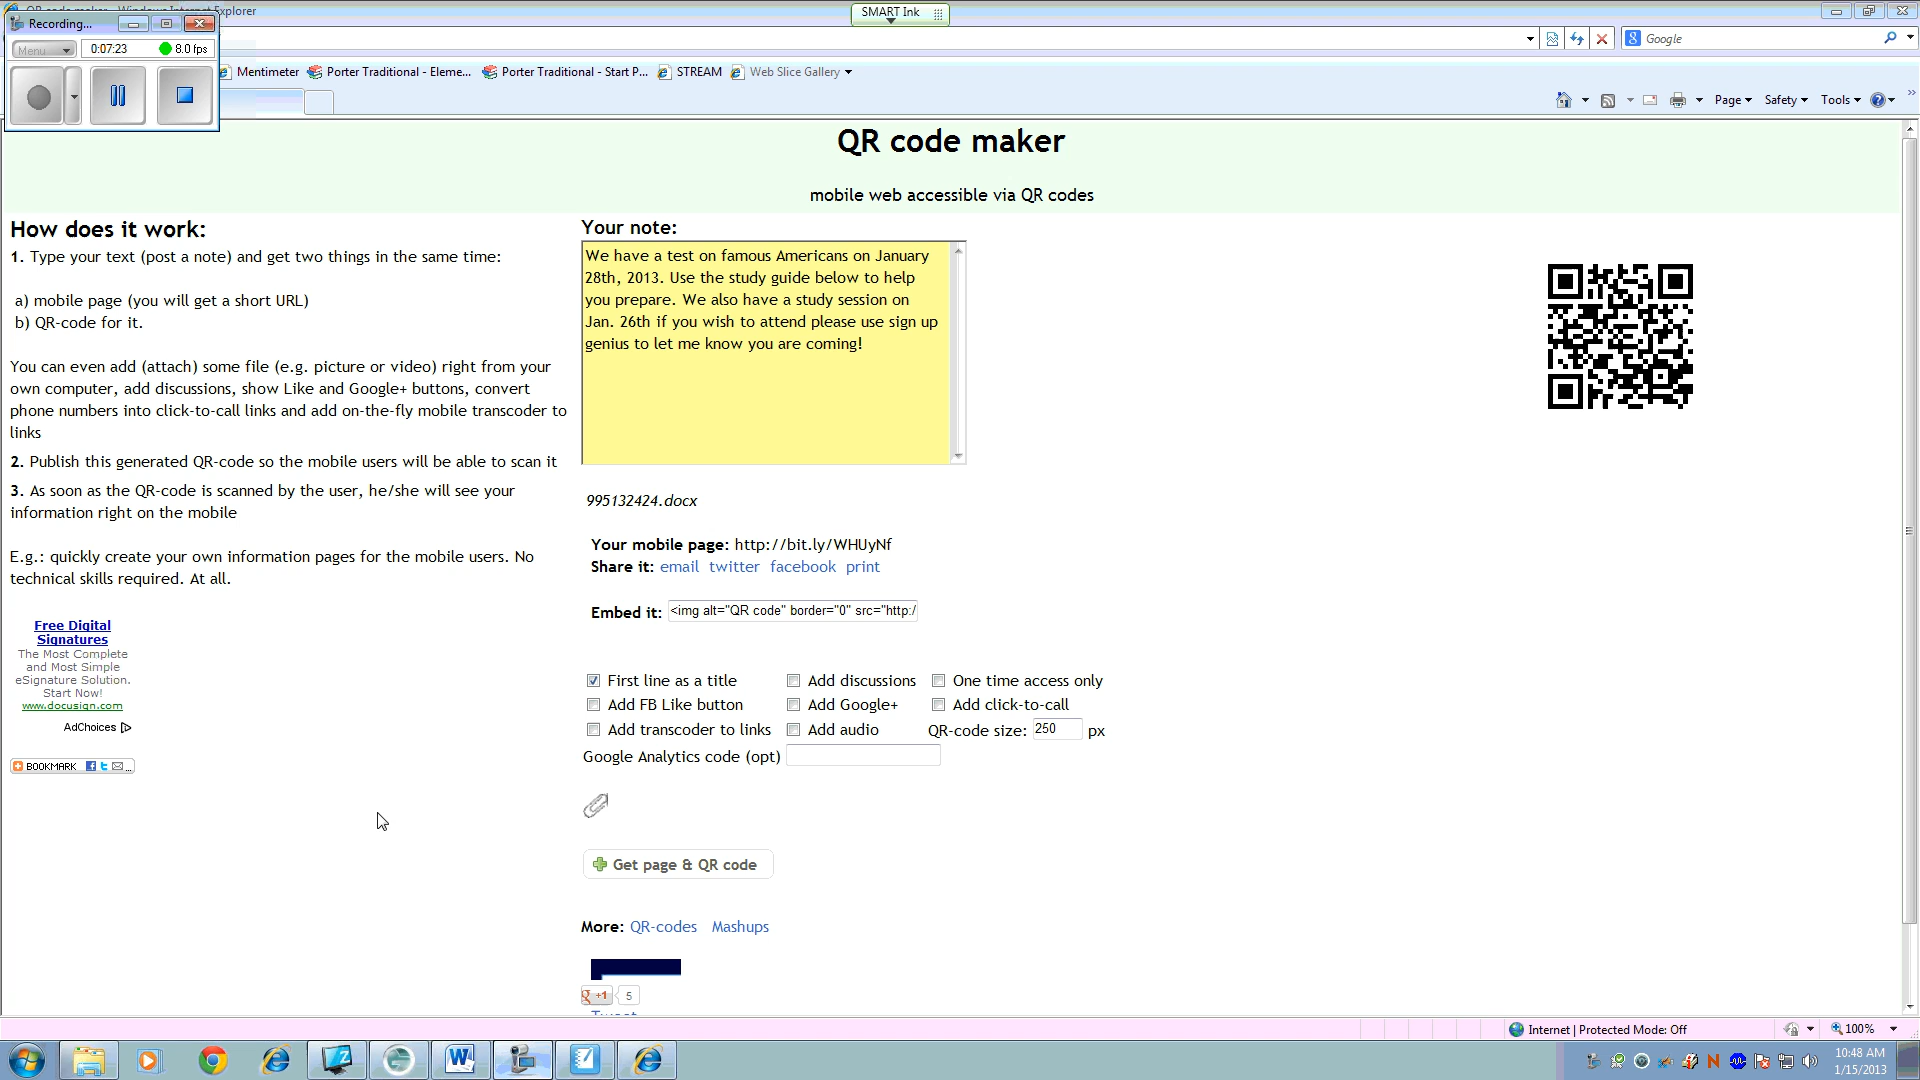 QR code maker - Windows Internet Explorer
SMART Ink
Recording...
Menu
0:07:23
8.0 fps
Google
Mentimeter
Porter Traditional - Eleme...
Porter Traditional - Start P...
STREAM
Web Slice Gallery
Page
Safety
Tools
QR code maker
mobile web accessible via QR codes
How does it work:
1. Type your text (post a note) and get two things in the same time:
a) mobile page (you will get a short URL)
b) QR-code for it.
You can even add (attach) some file (e.g. picture or video) right from your
own computer, add discussions, show Like and Google+ buttons, convert
phone numbers into click-to-call links and add on-the-fly mobile transcoder to
links
2. Publish this generated QR-code so the mobile users will be able to scan it
3. As soon as the QR-code is scanned by the user, he/she will see your
information right on the mobile
E.g.: quickly create your own information pages for the mobile users. No
technical skills required. At all.
Free Digital
Signatures
The Most Complete
and Most Simple
eSignature Solution.
Start Now!
www.docusign.com
AdChoices
BOOKMARK
Your note:
We have a test on famous Americans on January
28th, 2013. Use the study guide below to help
you prepare. We also have a study session on
Jan. 26th if you wish to attend please use sign up
genius to let me know you are coming!
995132424.docx
Your mobile page: http://bit.ly/WHUyNf
Share it: email twitter facebook print
Embed it: <img alt="QR code" border="0" src="http:/
First line as a title
Add discussions
One time access only
Add FB Like button
Add Google+
Add click-to-call
Add transcoder to links
Add audio
QR-code size: 250 px
Google Analytics code (opt)
Get page & QR code
More: QR-codes Mashups
+1
5
Internet | Protected Mode: Off
100%
10:48 AM
1/15/2013